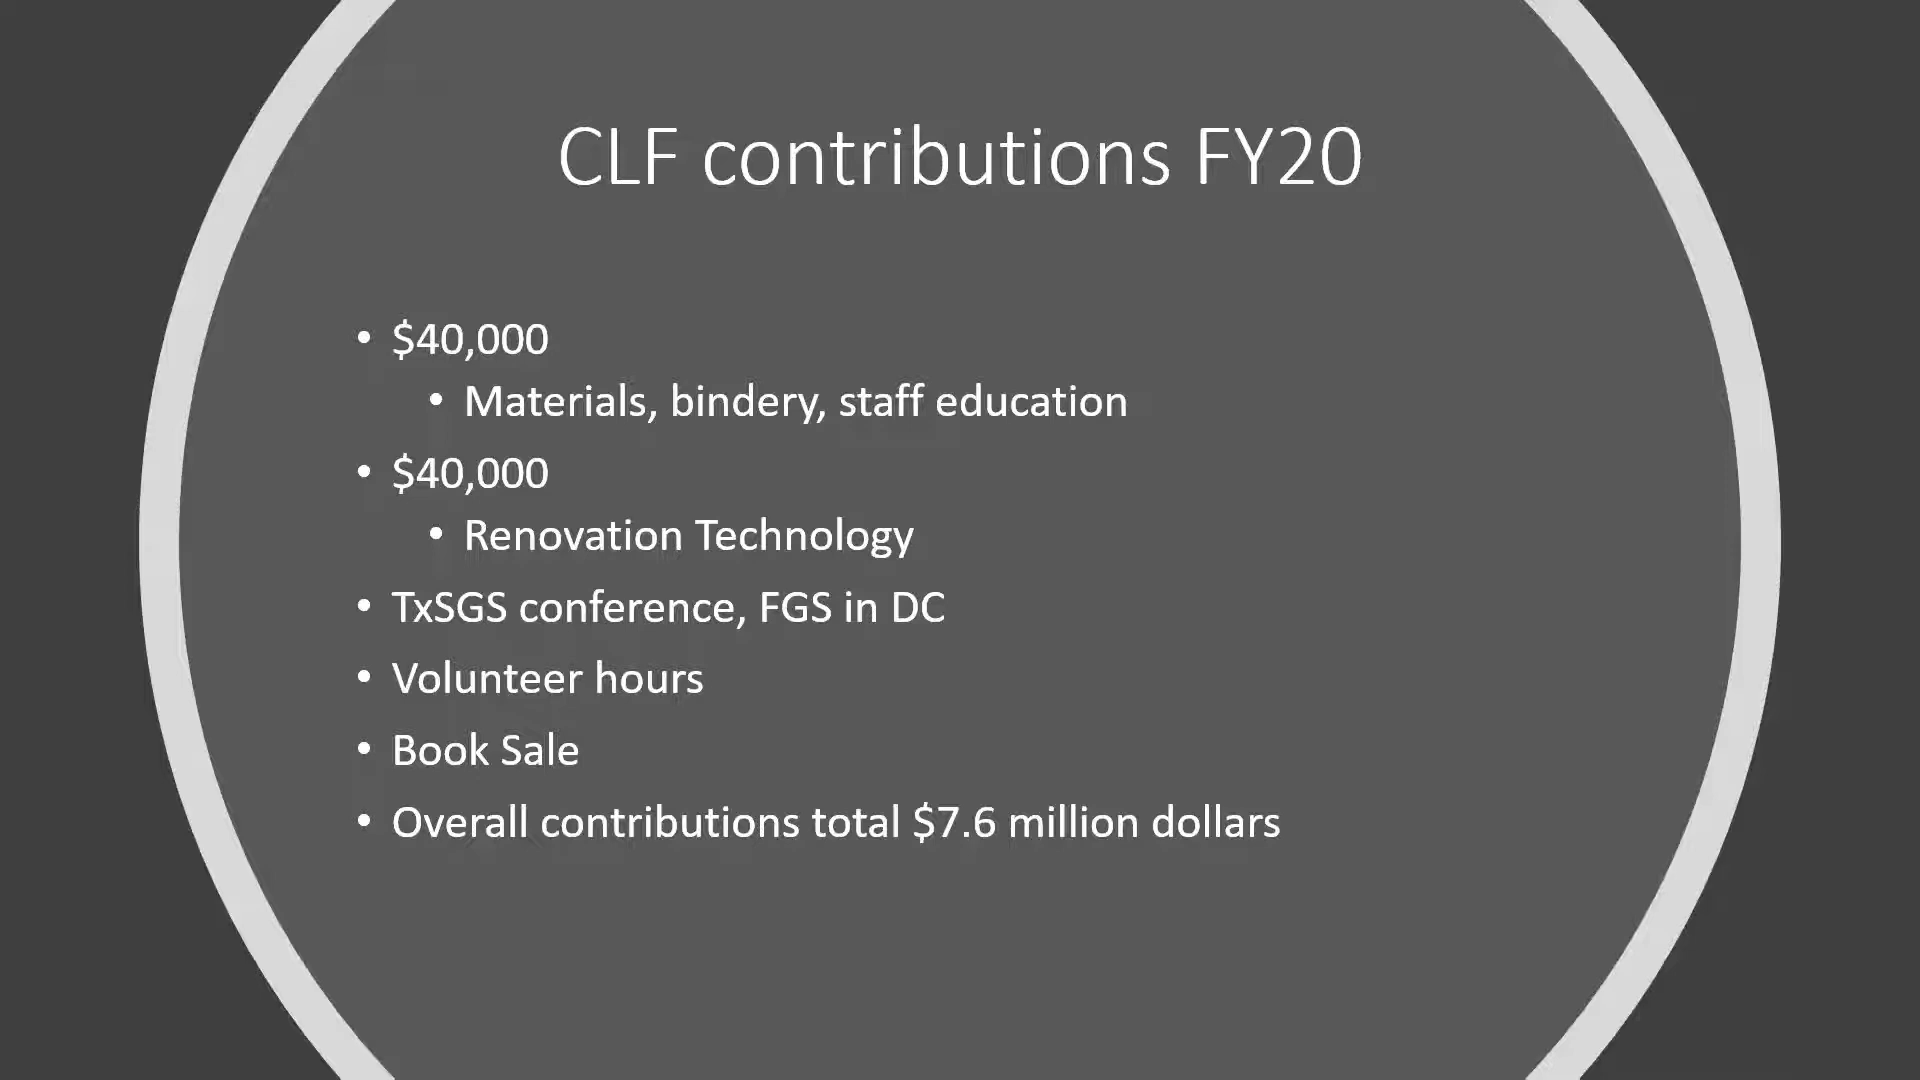 CLF contributions FY20
• $40,000
• Materials, bindery, staff education
• $40,000
• Renovation Technology
• TxSGS conference, FGS in DC
• Volunteer hours
• Book Sale
• Overall contributions total $7.6 million dollars